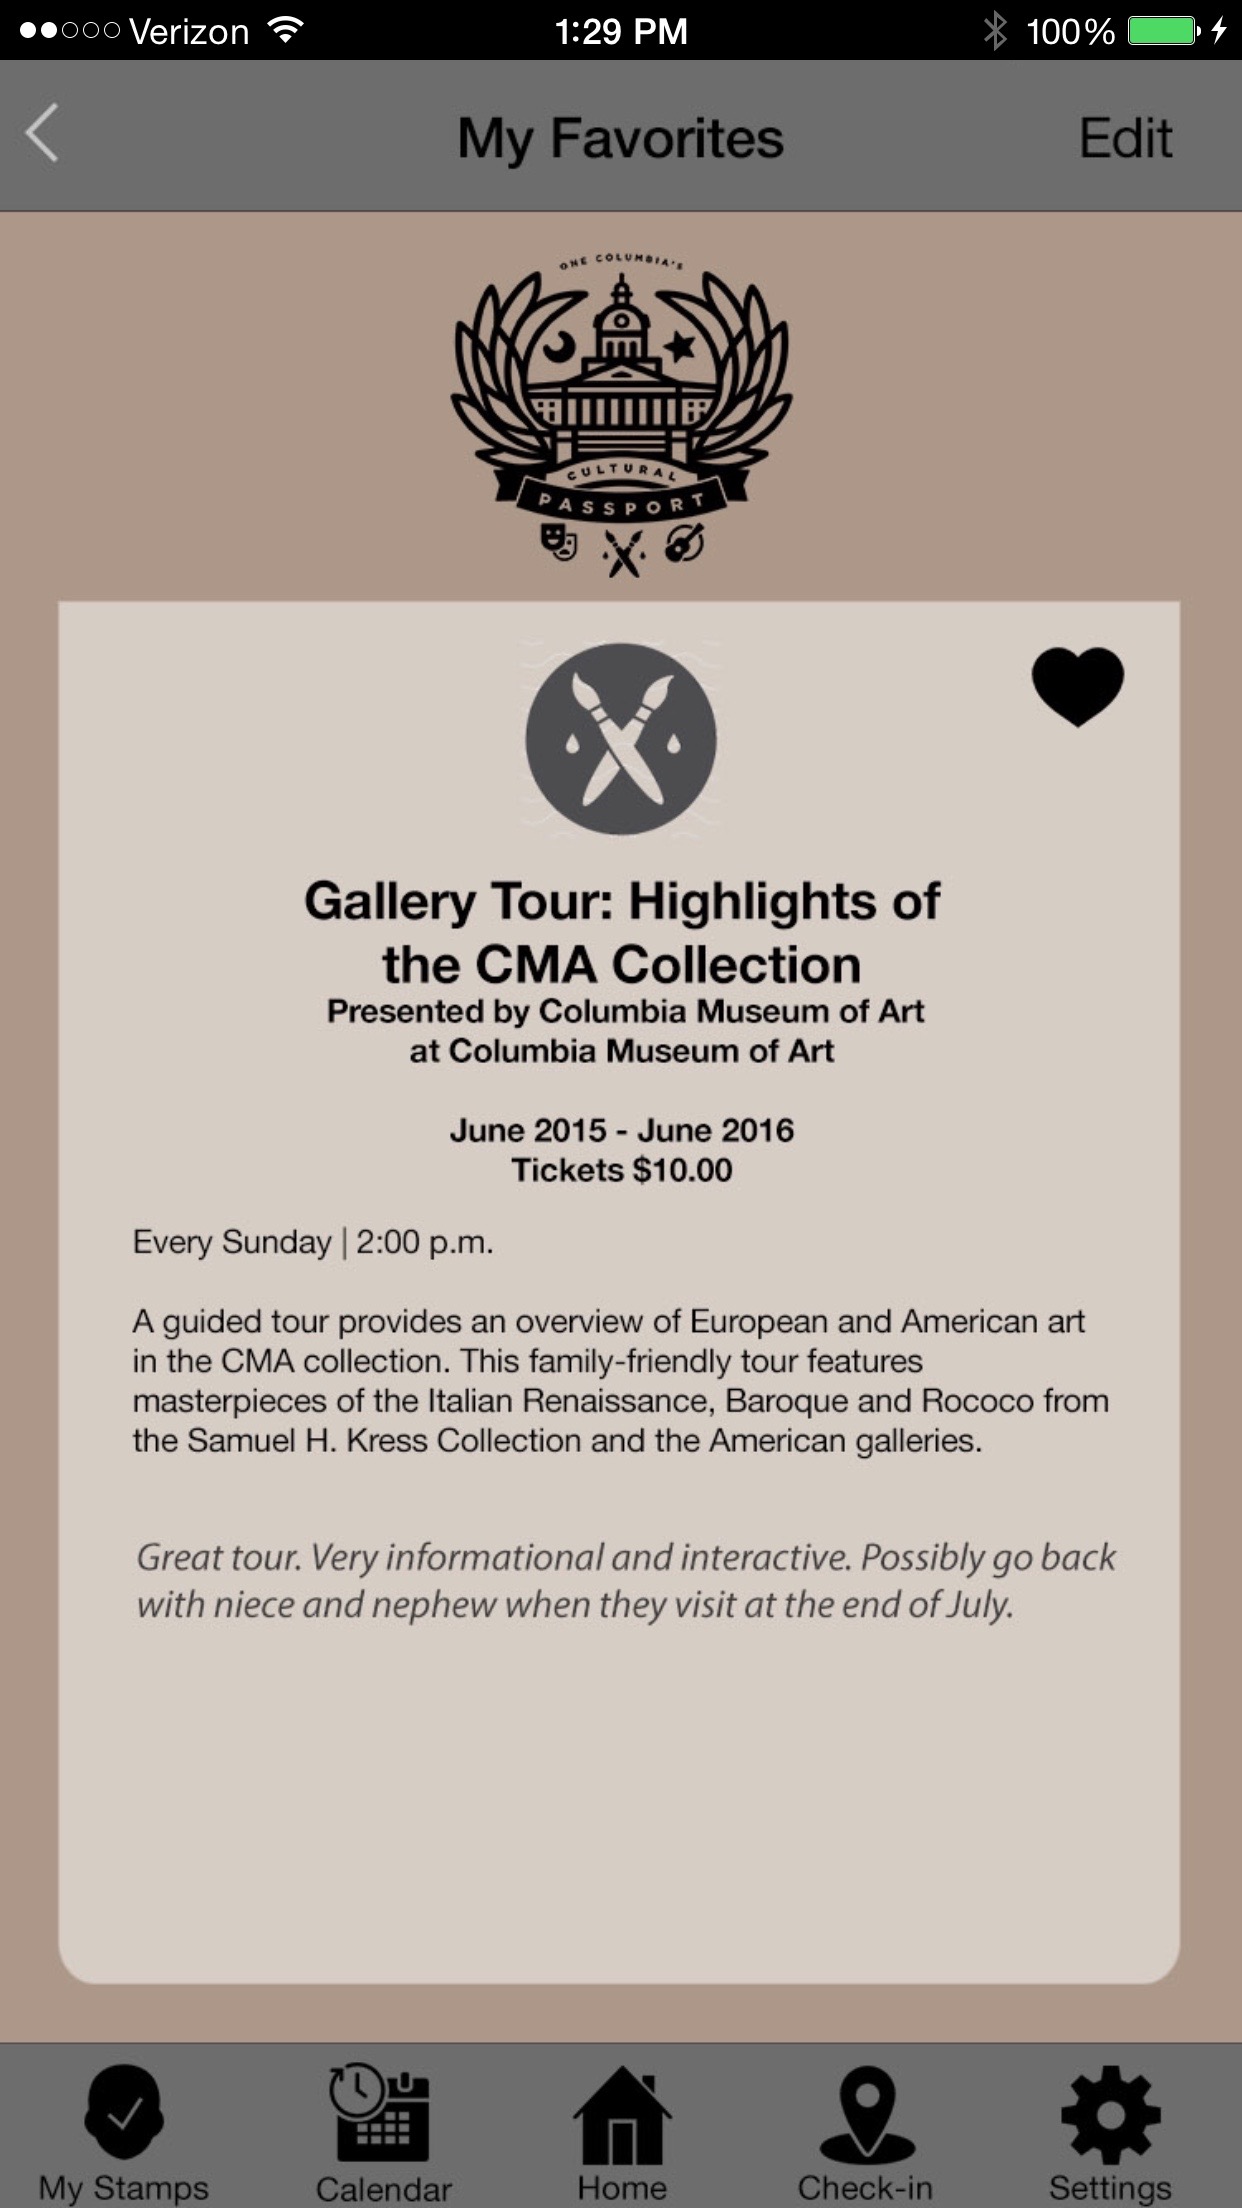 Verizon 1:29 PM 100%
My Favorites Edit
ONE COLUMBIA'S
CULTURAL
PASSPORT
Gallery Tour: Highlights of
the CMA Collection
Presented by Columbia Museum of Art
at Columbia Museum of Art
June 2015 - June 2016
Tickets $10.00
Every Sunday | 2:00 p.m.
A guided tour provides an overview of European and American art
in the CMA collection. This family-friendly tour features
masterpieces of the Italian Renaissance, Baroque and Rococo from
the Samuel H. Kress Collection and the American galleries.
Great tour. Very informational and interactive. Possibly go back
with niece and nephew when they visit at the end of July.
My Stamps Calendar Home Check-in Settings